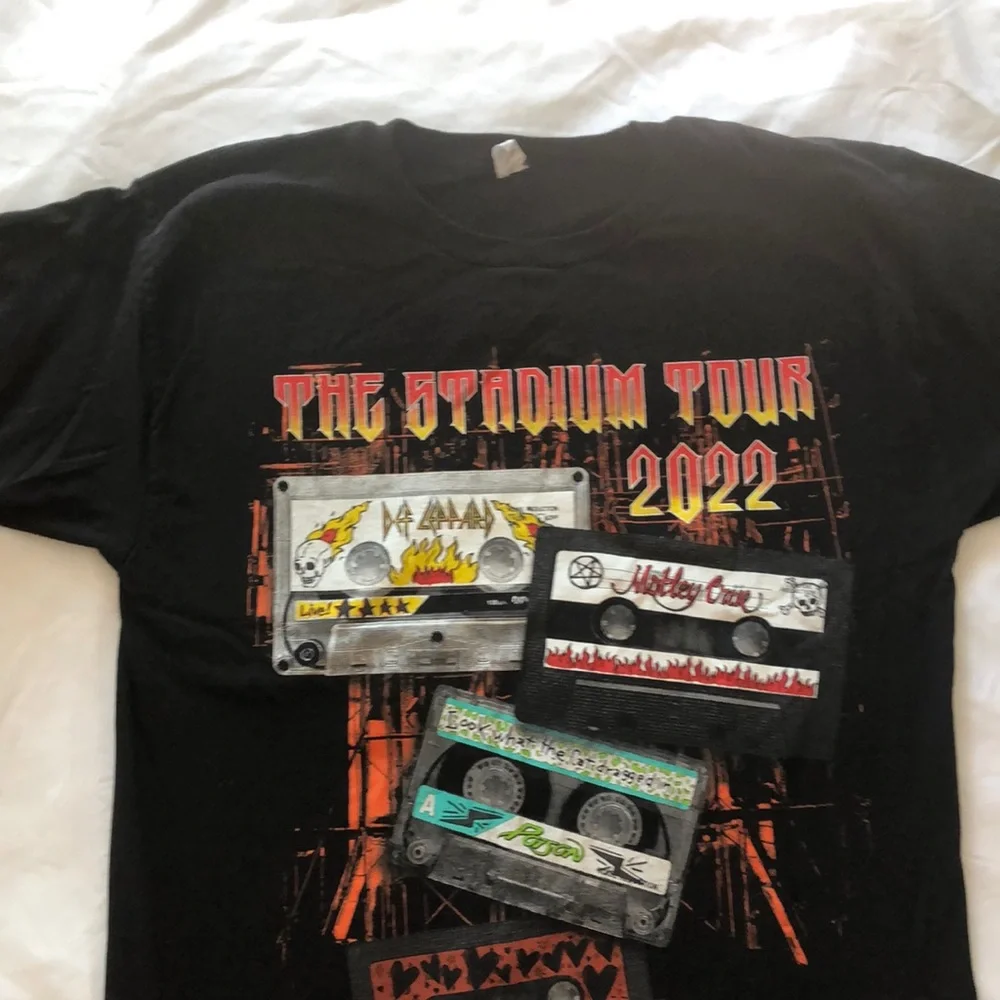 THE STADIUM TOUR
2022
DEF LEPPARD
Live!
Mötley Crüe
Look what the Cat dragged in
A
Poison